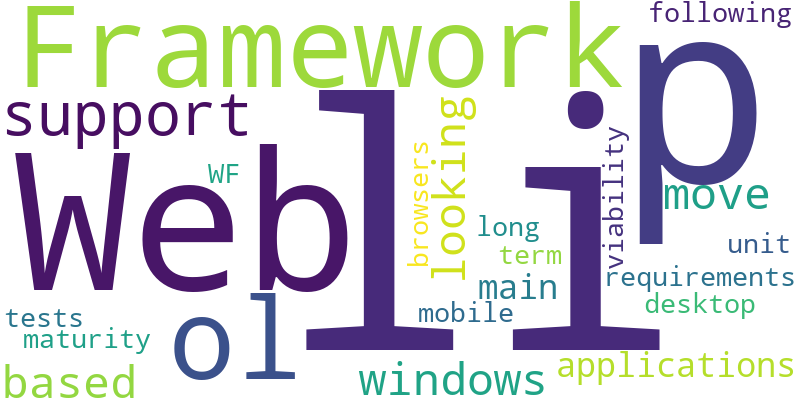 Framework
p
following
support
Web
li
looking
WF
browsers
viability
move
long
term
unit
main
requirements
desktop
mobile
tests
maturity
ol
based
windows
applications